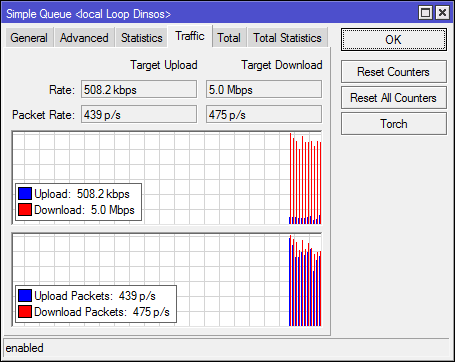 Simple Queue <local Loop Dinsos>
General Advanced Statistics Traffic Total Total Statistics
Target Upload Target Download
Rate: 508.2 kbps 5.0 Mbps
Packet Rate: 439 p/s 475 p/s
Upload: 508.2 kbps
Download: 5.0 Mbps
Upload Packets: 439 p/s
Download Packets: 475 p/s
OK
Reset Counters
Reset All Counters
Torch
enabled